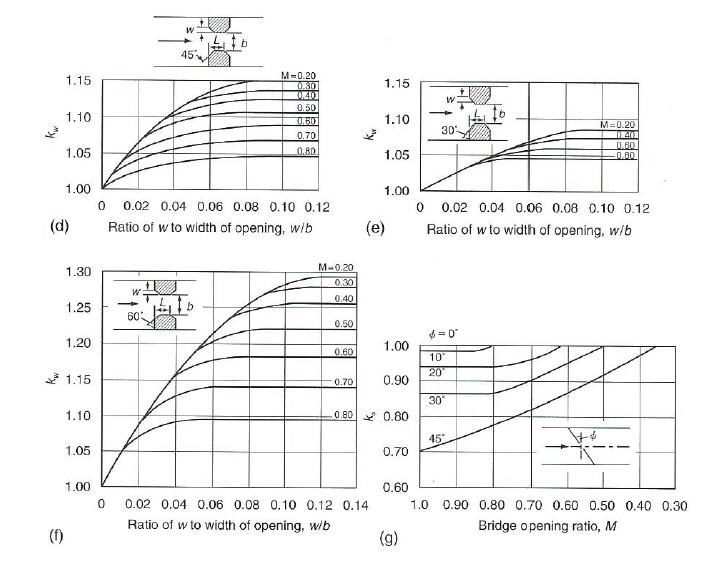 w
L
b
45°
(d)
k_w
1.15
1.10
1.05
1.00
M=0.20
0.30
0.40
0.50
0.60
0.70
0.80
0 0.02 0.04 0.06 0.08 0.10 0.12
Ratio of w to width of opening, w/b
w
L
b
30°
(e)
k_w
1.15
1.10
1.05
1.00
M=0.20
0.40
0.60
0.80
0 0.02 0.04 0.06 0.08 0.10 0.12
Ratio of w to width of opening, w/b
w
L
b
60°
(f)
k_w
1.30
1.25
1.20
1.15
1.10
1.05
1.00
M=0.20
0.30
0.40
0.50
0.60
0.70
0.80
0 0.02 0.04 0.06 0.08 0.10 0.12 0.14
Ratio of w to width of opening, w/b
ϕ = 0°
10°
20°
30°
45°
ϕ
(g)
k_s
1.00
0.90
0.80
0.70
0.60
1.0 0.90 0.80 0.70 0.60 0.50 0.40 0.30
Bridge opening ratio, M